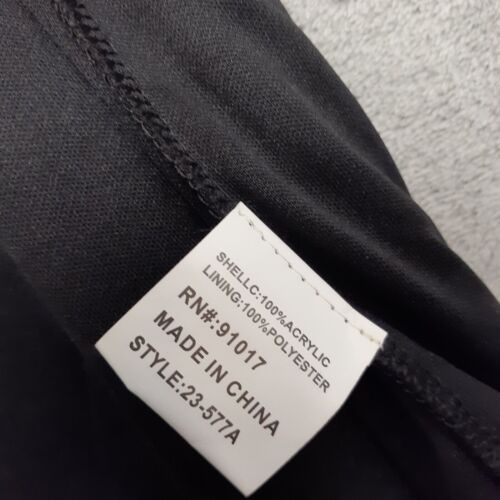 SHELLC:100%ACRYLIC
LINING:100%POLYESTER
RN#:91017
MADE IN CHINA
STYLE:23-577A